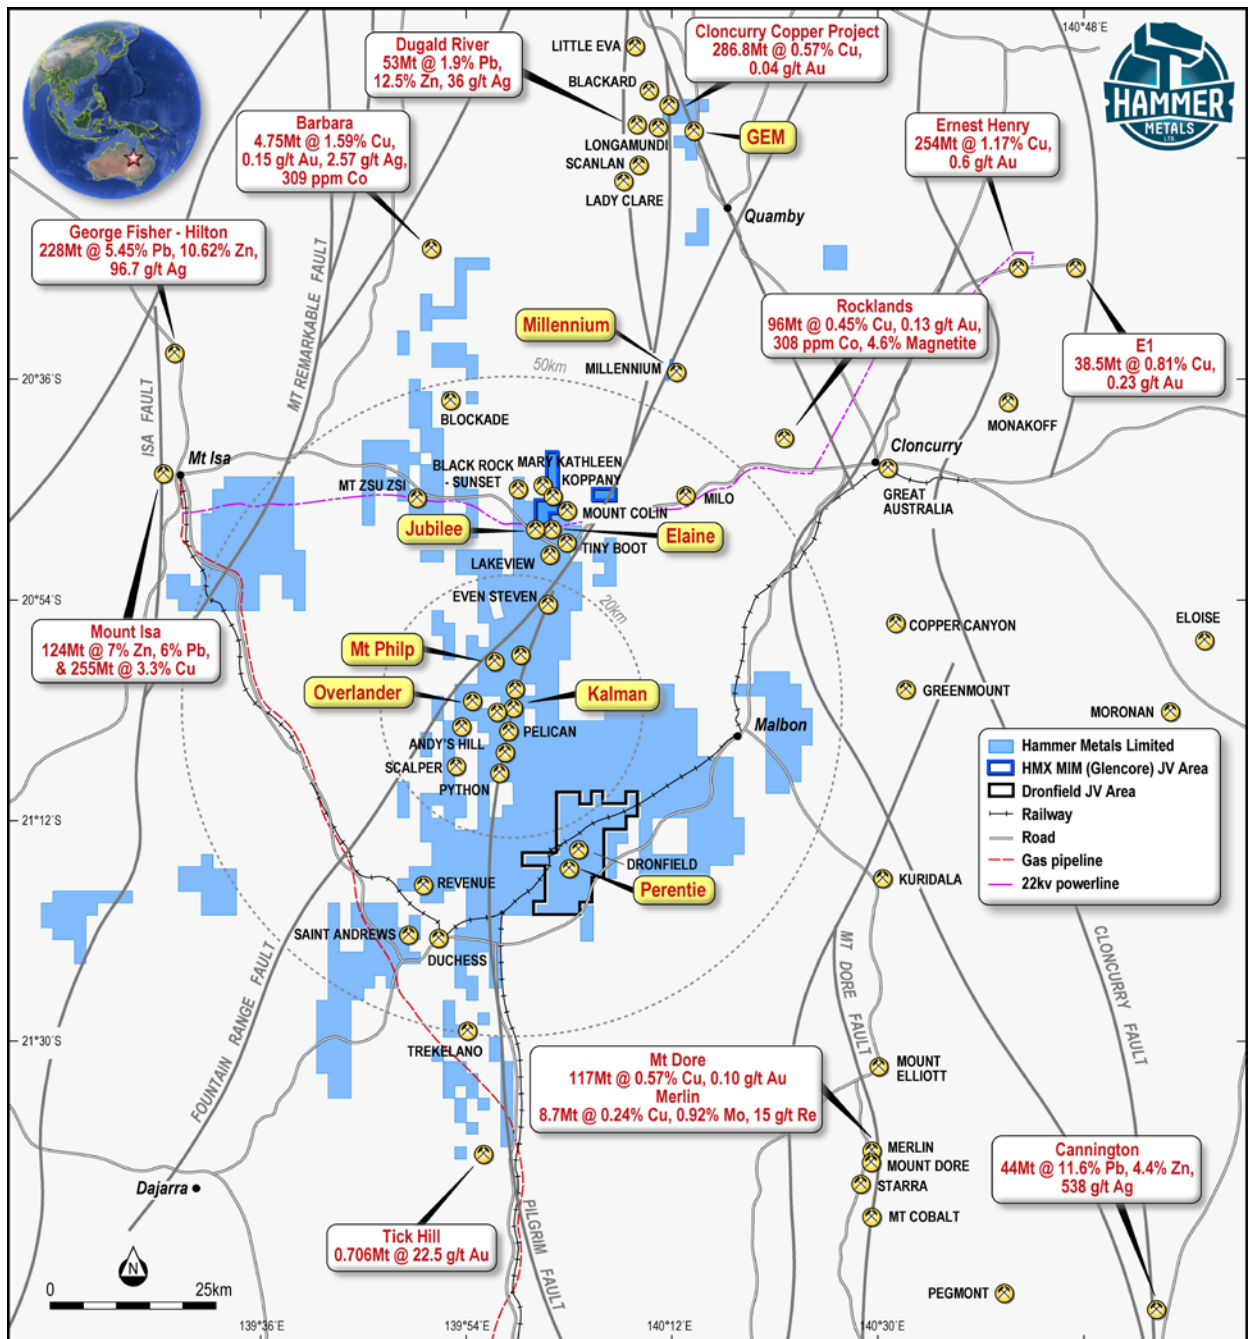 140°48´E
HAMMER
METALS
LTD
LITTLE EVA
Dugald River
53Mt @ 1.9% Pb,
12.5% Zn, 36 g/t Ag
Cloncurry Copper Project
286.8Mt @ 0.57% Cu,
0.04 g/t Au
BLACKARD
GEM
LONGAMUNDI
SCANLAN
LADY CLARE
Barbara
4.75Mt @ 1.59% Cu,
0.15 g/t Au, 2.57 g/t Ag,
309 ppm Co
Ernest Henry
254Mt @ 1.17% Cu,
0.6 g/t Au
Quamby
George Fisher - Hilton
228Mt @ 5.45% Pb, 10.62% Zn,
96.7 g/t Ag
MT REMARKABLE FAULT
Rocklands
96Mt @ 0.45% Cu, 0.13 g/t Au,
308 ppm Co, 4.6% Magnetite
Millennium
MILLENNIUM
E1
38.5Mt @ 0.81% Cu,
0.23 g/t Au
50km
20°36´S
ISA FAULT
BLOCKADE
MONAKOFF
Cloncurry
Mt Isa
MT ZSU ZSI
BLACK ROCK
- SUNSET
MARY KATHLEEN
KOPPANY
MOUNT COLIN
MILO
GREAT
AUSTRALIA
Jubilee
Elaine
TINY BOOT
LAKEVIEW
20°54´S
EVEN STEVEN
20km
COPPER CANYON
ELOISE
Mount Isa
124Mt @ 7% Zn, 6% Pb,
& 255Mt @ 3.3% Cu
Mt Philp
Overlander
Kalman
GREENMOUNT
MORONAN
ANDY'S HILL
PELICAN
Malbon
SCALPER
PYTHON
Hammer Metals Limited
HMX MIM (Glencore) JV Area
Dronfield JV Area
Railway
Road
Gas pipeline
22kv powerline
21°12´S
DRONFIELD
Perentie
REVENUE
KURIDALA
SAINT ANDREWS
DUCHESS
MT DORE FAULT
CLONCURRY FAULT
FOUNTAIN RANGE FAULT
21°30´S
TREKELANO
Mt Dore
117Mt @ 0.57% Cu, 0.10 g/t Au
Merlin
8.7Mt @ 0.24% Cu, 0.92% Mo, 15 g/t Re
MOUNT
ELLIOTT
MERLIN
MOUNT DORE
STARRA
MT COBALT
Cannington
44Mt @ 11.6% Pb, 4.4% Zn,
538 g/t Ag
Dajarra
Tick Hill
0.706Mt @ 22.5 g/t Au
PILGRIM FAULT
N
0 25km
PEGMONT
139°36´E
139°54´E
140°12´E
140°30´E